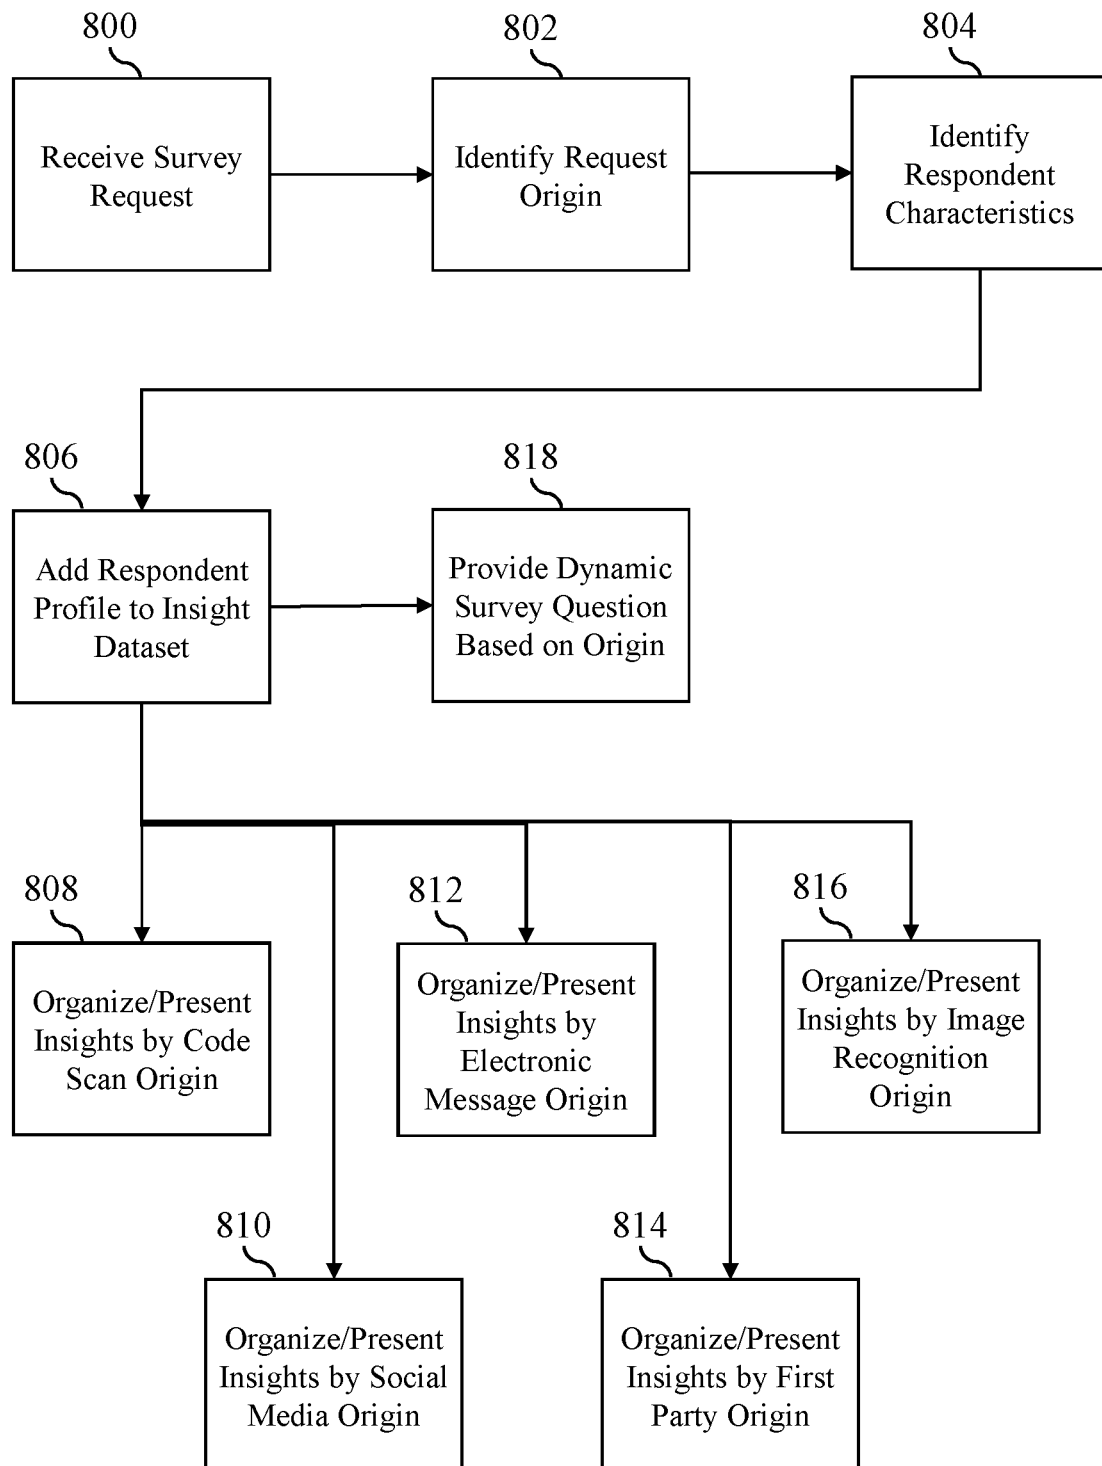 800
Receive Survey
Request
802
Identify Request
Origin
804
Identify
Respondent
Characteristics
806
Add Respondent
Profile to Insight
Dataset
818
Provide Dynamic
Survey Question
Based on Origin
808
Organize/Present
Insights by Code
Scan Origin
812
Organize/Present
Insights by
Electronic
Message Origin
816
Organize/Present
Insights by Image
Recognition
Origin
810
Organize/Present
Insights by Social
Media Origin
814
Organize/Present
Insights by First
Party Origin